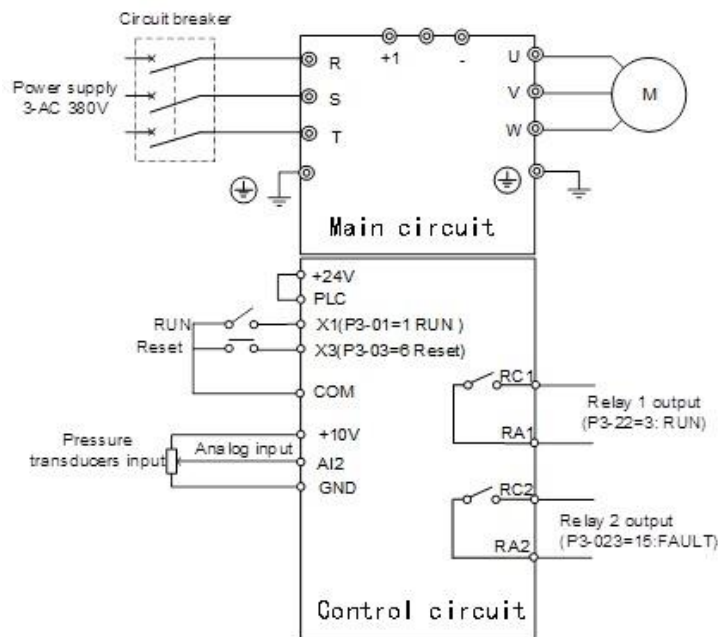 Circuit breaker
Power supply
3-AC 380V
R
S
T
+1
-
U
V
W
M
Main circuit
+24V
PLC
RUN
X1(P3-01=1 RUN )
Reset
X3(P3-03=6 Reset)
COM
Pressure
transducers input
Analog input
+10V
AI2
GND
RC1
RA1
Relay 1 output
(P3-22=3: RUN)
RC2
RA2
Relay 2 output
(P3-023=15:FAULT)
Control circuit